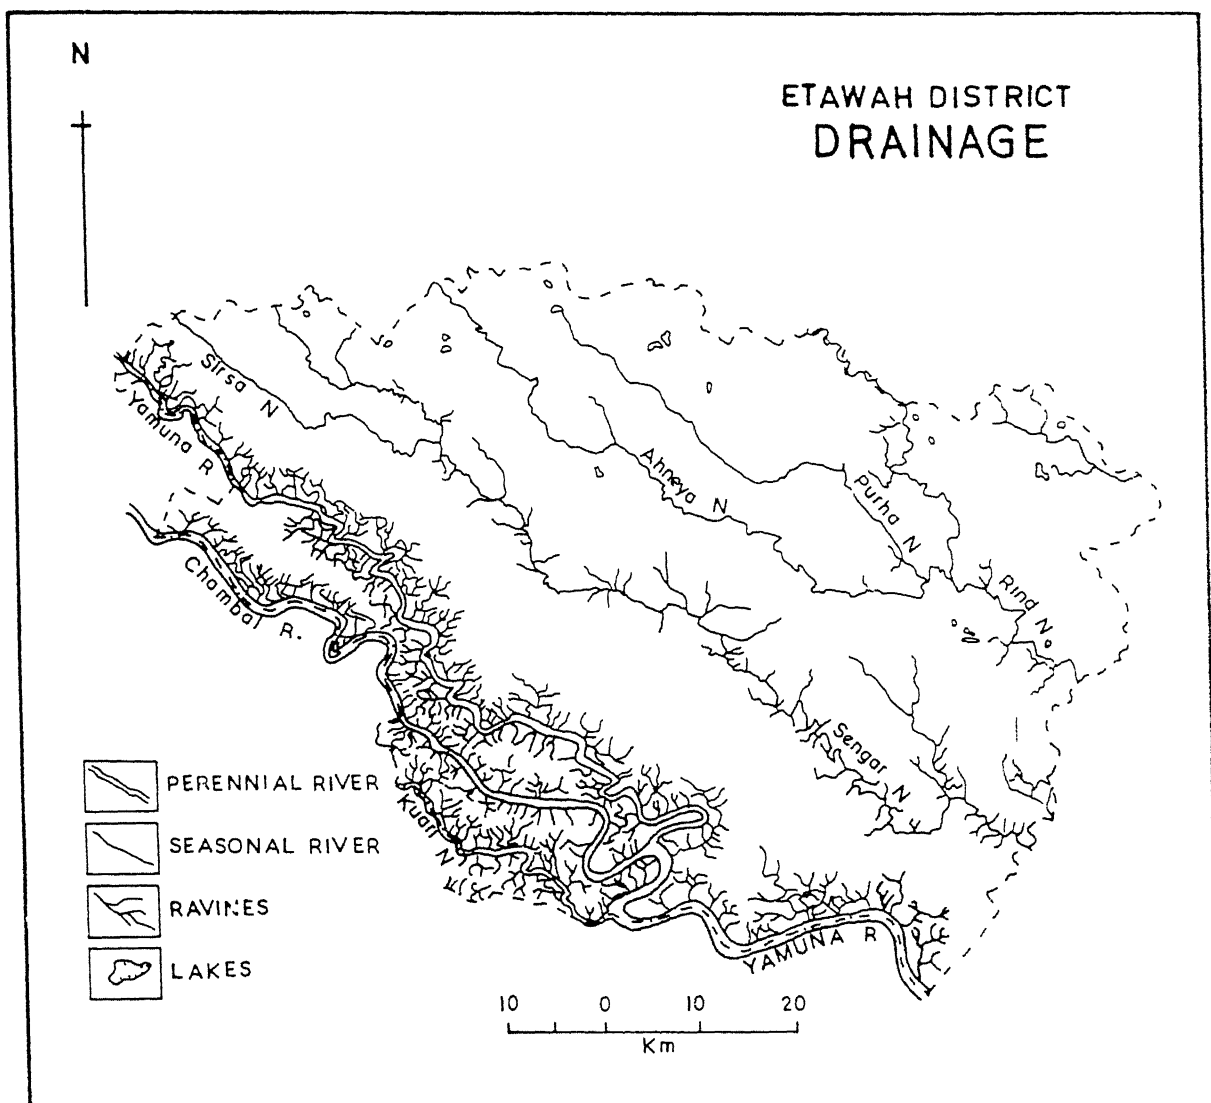 N
ETAWAH DISTRICT
DRAINAGE
Sirsa N
Yamuna R
Ahneya N
Purha N
Chambal R.
Rind N.
Sengar N
Kuari N
PERENNIAL RIVER
SEASONAL RIVER
RAVINES
LAKES
YAMUNA R
10 0 10 20
Km